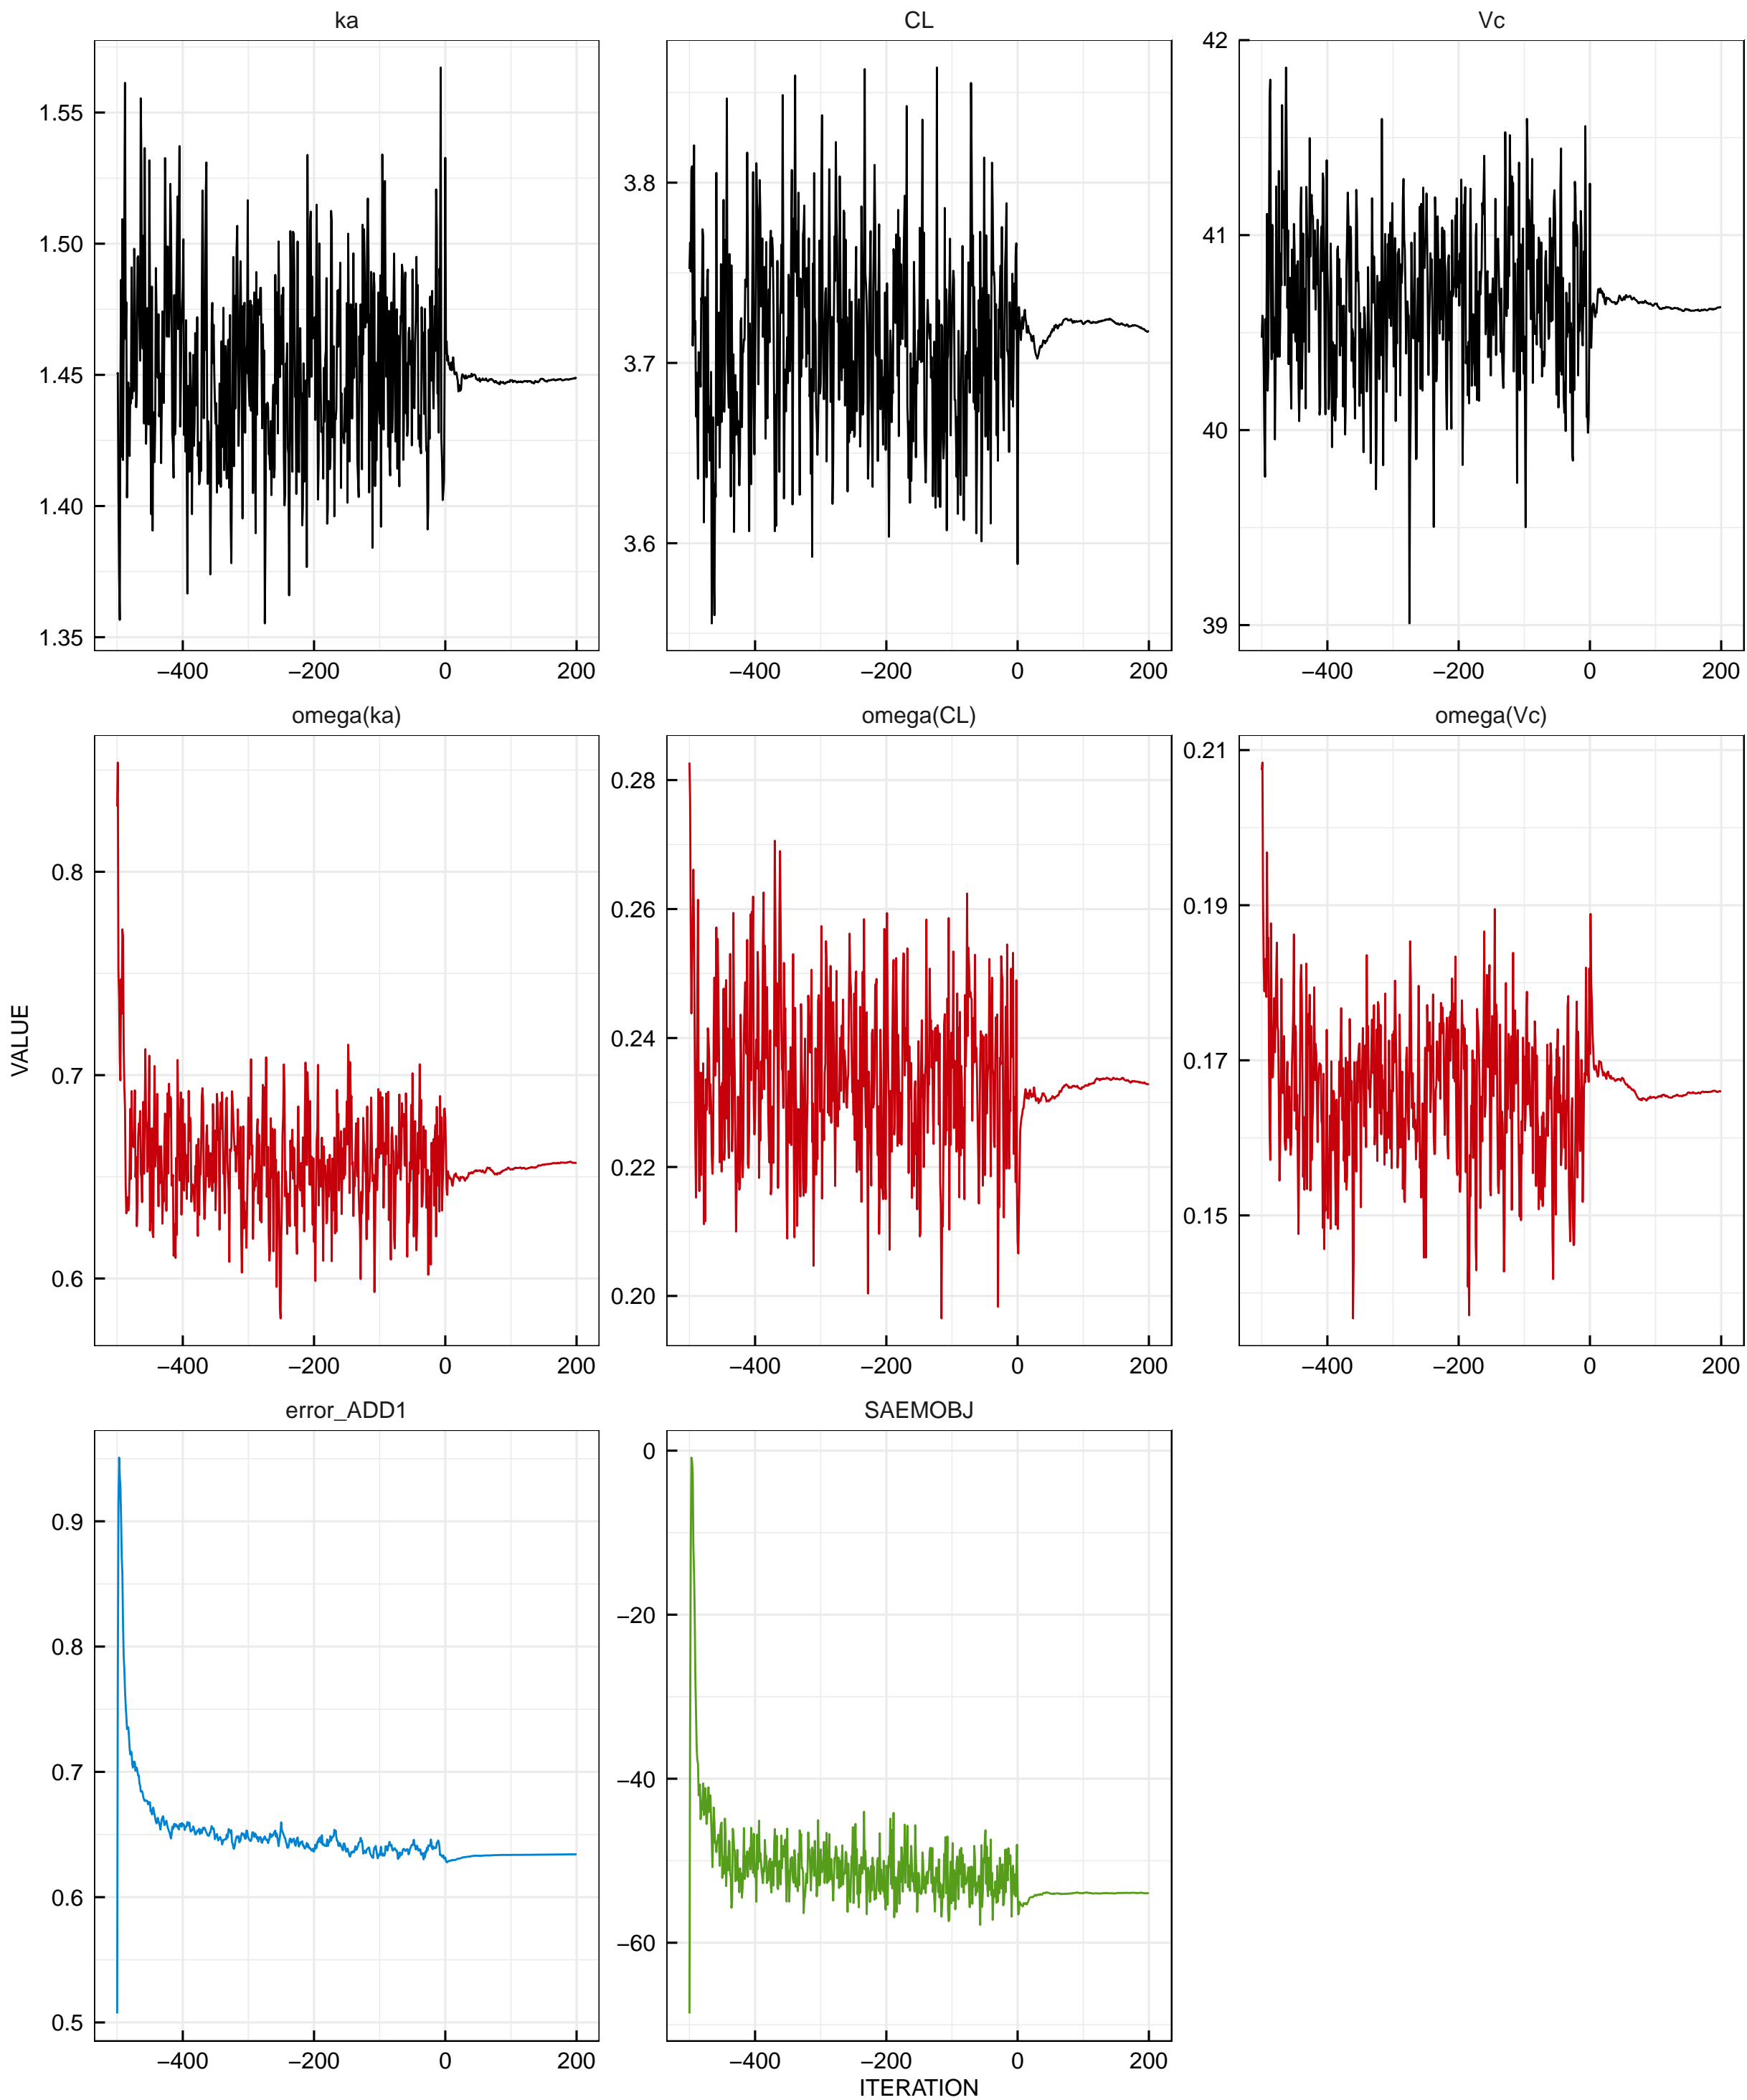 ka CL Vc
1.55 1.50 1.45 1.40 1.35
3.8 3.7 3.6
42 41 40 39
−400 −200 0 200 −400 −200 0 200 −400 −200 0 200
omega(ka) omega(CL) omega(Vc)
0.8 0.7 0.6
0.28 0.26 0.24 0.22 0.20
0.21 0.19 0.17 0.15
−400 −200 0 200 −400 −200 0 200 −400 −200 0 200
VALUE
error_ADD1 SAEMOBJ
0.9 0.8 0.7 0.6 0.5
0 −20 −40 −60
−400 −200 0 200 −400 −200 0 200
ITERATION